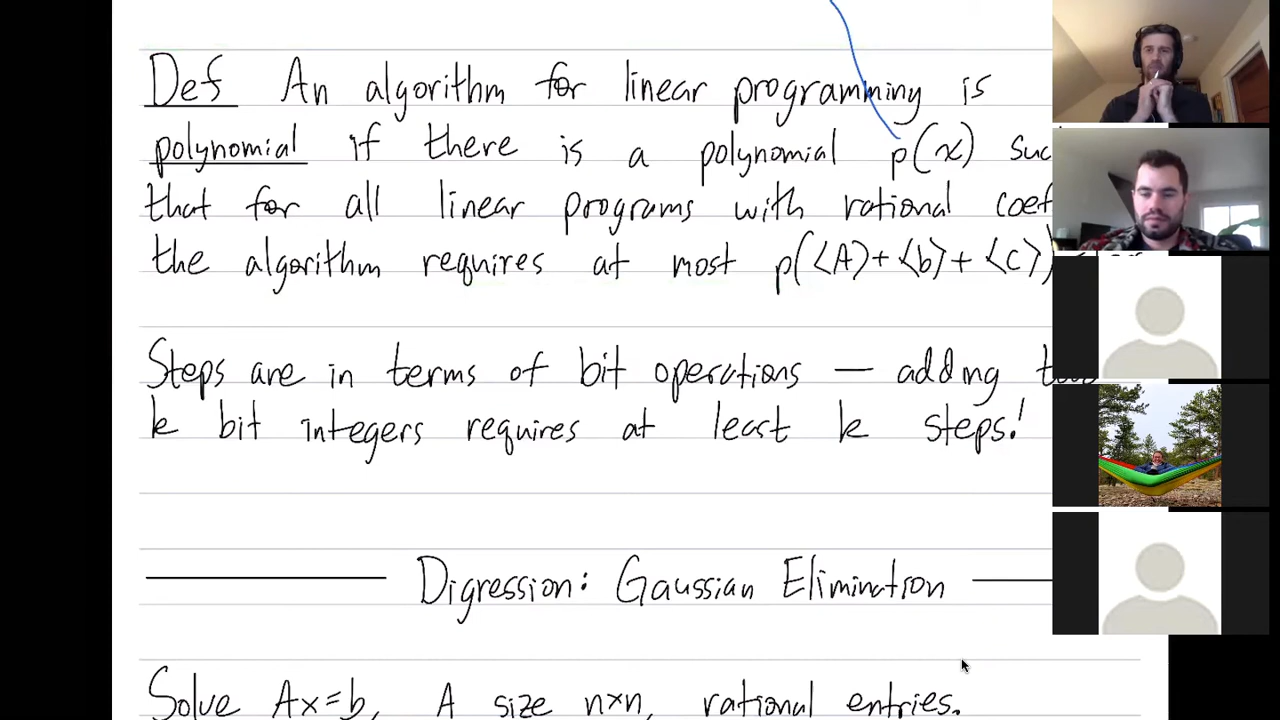 Def An algorithm for linear programming is
polynomial if there is a polynomial p(x) suc
that for all linear programs with rational coef
the algorithm requires at most p(⟨A⟩+⟨b⟩+⟨c⟩)
Steps are in terms of bit operations — adding two
k bit integers requires at least k steps!
Digression: Gaussian Elimination
Solve Ax=b, A size n×n, rational entries.